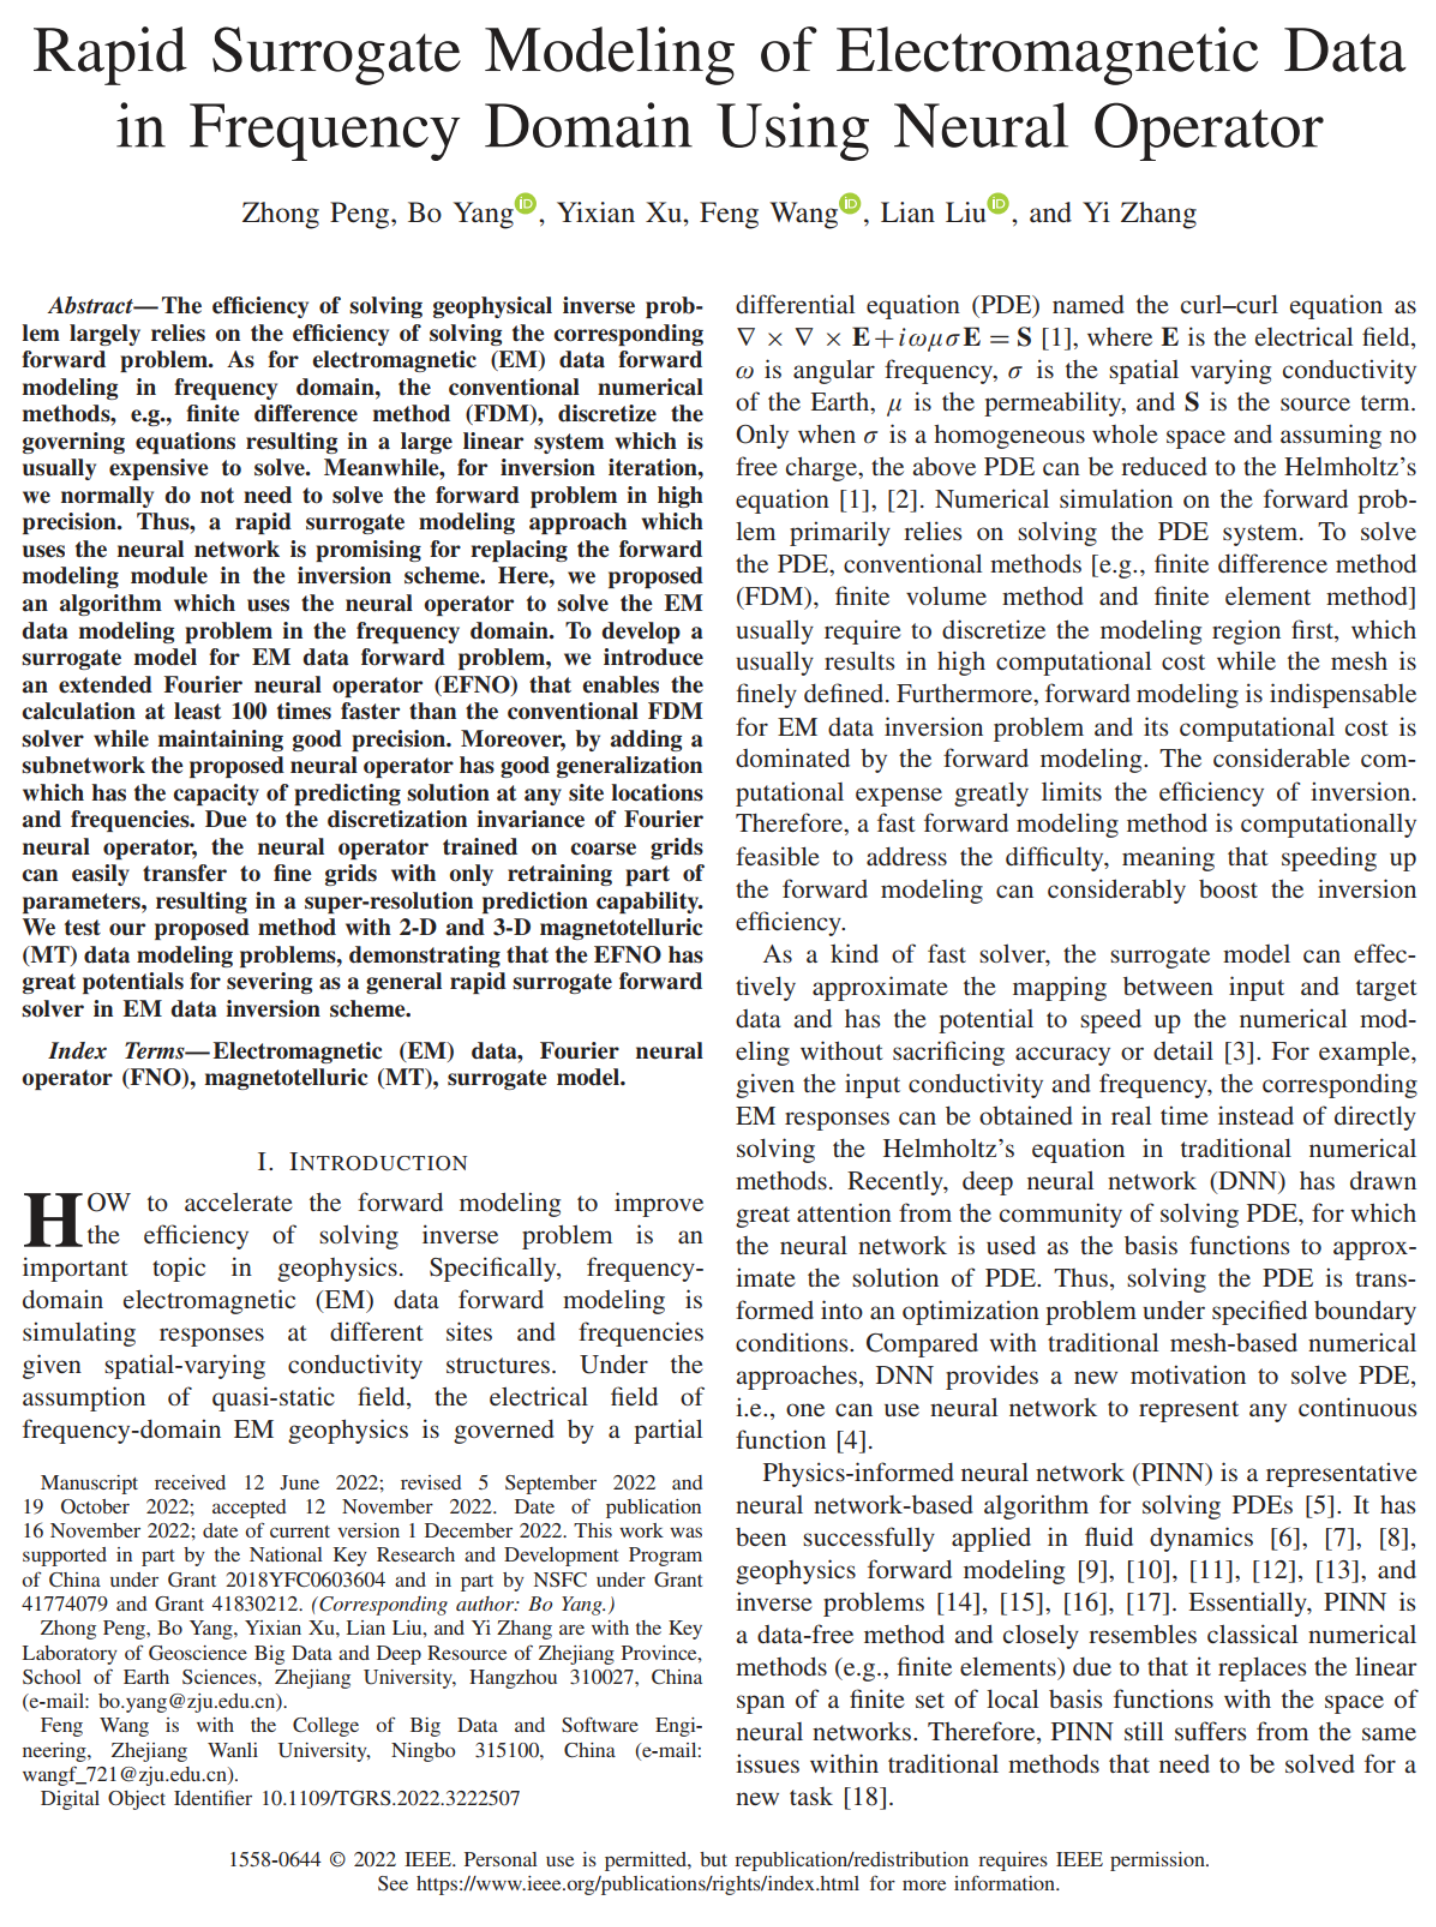 Rapid Surrogate Modeling of Electromagnetic Data
in Frequency Domain Using Neural Operator
Zhong Peng, Bo Yang, Yixian Xu, Feng Wang, Lian Liu, and Yi Zhang
Abstract—The efficiency of solving geophysical inverse prob-
lem largely relies on the efficiency of solving the corresponding
forward problem. As for electromagnetic (EM) data forward
modeling in frequency domain, the conventional numerical
methods, e.g., finite difference method (FDM), discretize the
governing equations resulting in a large linear system which is
usually expensive to solve. Meanwhile, for inversion iteration,
we normally do not need to solve the forward problem in high
precision. Thus, a rapid surrogate modeling approach which
uses the neural network is promising for replacing the forward
modeling module in the inversion scheme. Here, we proposed
an algorithm which uses the neural operator to solve the EM
data modeling problem in the frequency domain. To develop a
surrogate model for EM data forward problem, we introduce
an extended Fourier neural operator (EFNO) that enables the
calculation at least 100 times faster than the conventional FDM
solver while maintaining good precision. Moreover, by adding a
subnetwork the proposed neural operator has good generalization
which has the capacity of predicting solution at any site locations
and frequencies. Due to the discretization invariance of Fourier
neural operator, the neural operator trained on coarse grids
can easily transfer to fine grids with only retraining part of
parameters, resulting in a super-resolution prediction capability.
We test our proposed method with 2-D and 3-D magnetotelluric
(MT) data modeling problems, demonstrating that the EFNO has
great potentials for severing as a general rapid surrogate forward
solver in EM data inversion scheme.
Index Terms—Electromagnetic (EM) data, Fourier neural
operator (FNO), magnetotelluric (MT), surrogate model.
I. INTRODUCTION
HOW to accelerate the forward modeling to improve
the efficiency of solving inverse problem is an
important topic in geophysics. Specifically, frequency-
domain electromagnetic (EM) data forward modeling is
simulating responses at different sites and frequencies
given spatial-varying conductivity structures. Under the
assumption of quasi-static field, the electrical field of
frequency-domain EM geophysics is governed by a partial
Manuscript received 12 June 2022; revised 5 September 2022 and
19 October 2022; accepted 12 November 2022. Date of publication
16 November 2022; date of current version 1 December 2022. This work was
supported in part by the National Key Research and Development Program
of China under Grant 2018YFC0603604 and in part by NSFC under Grant
41774079 and Grant 41830212. (Corresponding author: Bo Yang.)
Zhong Peng, Bo Yang, Yixian Xu, Lian Liu, and Yi Zhang are with the Key
Laboratory of Geoscience Big Data and Deep Resource of Zhejiang Province,
School of Earth Sciences, Zhejiang University, Hangzhou 310027, China
(e-mail: bo.yang@zju.edu.cn).
Feng Wang is with the College of Big Data and Software Engi-
neering, Zhejiang Wanli University, Ningbo 315100, China (e-mail:
wangf_721@zju.edu.cn).
Digital Object Identifier 10.1109/TGRS.2022.3222507
differential equation (PDE) named the curl–curl equation as
∇ × ∇ × E+iωμσE = S [1], where E is the electrical field,
ω is angular frequency, σ is the spatial varying conductivity
of the Earth, μ is the permeability, and S is the source term.
Only when σ is a homogeneous whole space and assuming no
free charge, the above PDE can be reduced to the Helmholtz's
equation [1], [2]. Numerical simulation on the forward prob-
lem primarily relies on solving the PDE system. To solve
the PDE, conventional methods [e.g., finite difference method
(FDM), finite volume method and finite element method]
usually require to discretize the modeling region first, which
usually results in high computational cost while the mesh is
finely defined. Furthermore, forward modeling is indispensable
for EM data inversion problem and its computational cost is
dominated by the forward modeling. The considerable com-
putational expense greatly limits the efficiency of inversion.
Therefore, a fast forward modeling method is computationally
feasible to address the difficulty, meaning that speeding up
the forward modeling can considerably boost the inversion
efficiency.
As a kind of fast solver, the surrogate model can effec-
tively approximate the mapping between input and target
data and has the potential to speed up the numerical mod-
eling without sacrificing accuracy or detail [3]. For example,
given the input conductivity and frequency, the corresponding
EM responses can be obtained in real time instead of directly
solving the Helmholtz's equation in traditional numerical
methods. Recently, deep neural network (DNN) has drawn
great attention from the community of solving PDE, for which
the neural network is used as the basis functions to approx-
imate the solution of PDE. Thus, solving the PDE is trans-
formed into an optimization problem under specified boundary
conditions. Compared with traditional mesh-based numerical
approaches, DNN provides a new motivation to solve PDE,
i.e., one can use neural network to represent any continuous
function [4].
Physics-informed neural network (PINN) is a representative
neural network-based algorithm for solving PDEs [5]. It has
been successfully applied in fluid dynamics [6], [7], [8],
geophysics forward modeling [9], [10], [11], [12], [13], and
inverse problems [14], [15], [16], [17]. Essentially, PINN is
a data-free method and closely resembles classical numerical
methods (e.g., finite elements) due to that it replaces the linear
span of a finite set of local basis functions with the space of
neural networks. Therefore, PINN still suffers from the same
issues within traditional methods that need to be solved for a
new task [18].
1558-0644 © 2022 IEEE. Personal use is permitted, but republication/redistribution requires IEEE permission.
See https://www.ieee.org/publications/rights/index.html for more information.